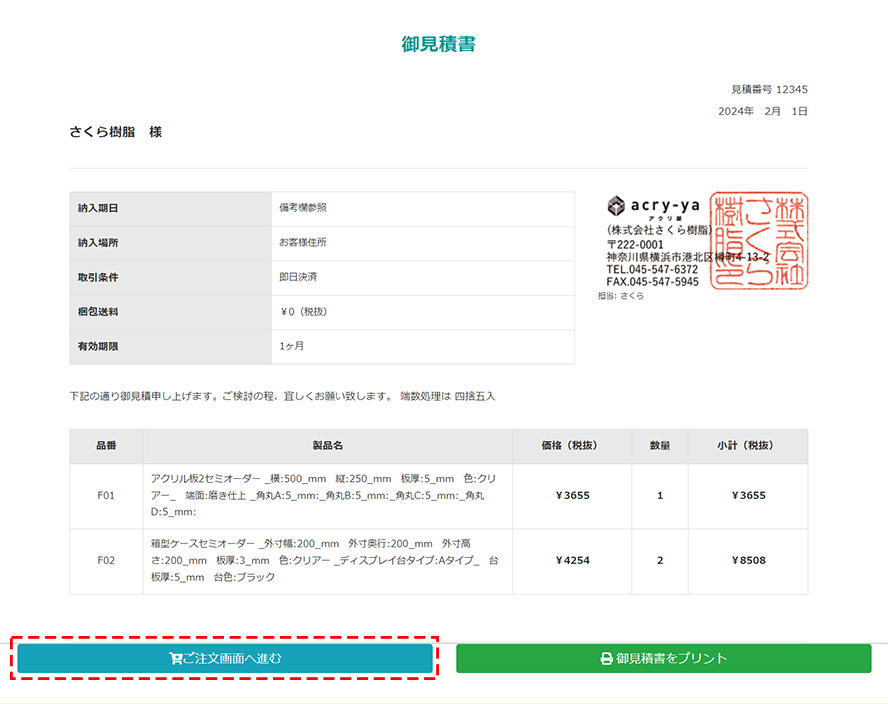 御見積書
見積番号 12345
2024年　2月　1日
さくら樹脂　様
納入期日 備考欄参照
納入場所 お客様住所
取引条件 即日決済
梱包送料 ¥0（税抜）
有効期限 1ヶ月
acry-ya
アクリ屋
(株式会社さくら樹脂)
〒222-0001
神奈川県横浜市港北区樽町4-13-2
TEL.045-547-6372
FAX.045-547-5945
担当: さくら
株式会社
さくら
樹脂
下記の通り御見積申し上げます。ご検討の程、宜しくお願い致します。 端数処理は 四捨五入
品番 製品名 価格（税抜） 数量 小計（税抜）
F01 アクリル板2セミオーダー _横:500_mm　縦:250_mm　板厚:5_mm　色:クリ
アー_　端面:磨き仕上 _角丸A:5_mm:_角丸B:5_mm:_角丸C:5_mm:_角丸
D:5_mm:
¥3655 1 ¥3655
F02 箱型ケースセミオーダー _外寸幅:200_mm　外寸奥行:200_mm　外寸高
さ:200_mm　板厚:3_mm　色:クリアー _ディスプレイ台タイプ:Aタイプ_　台
板厚:5_mm　台色:ブラック
¥4254 2 ¥8508
ご注文画面へ進む
御見積書をプリント